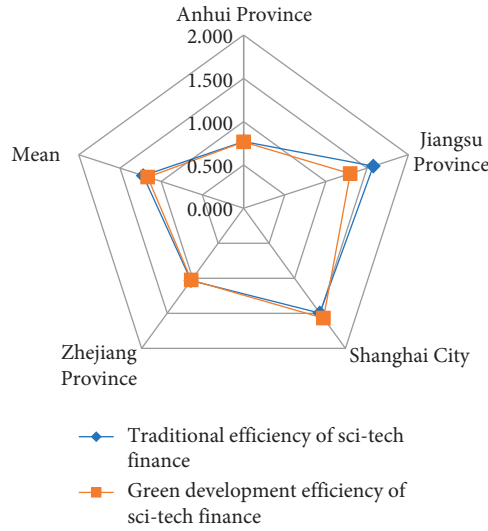 Anhui Province
2.000
1.500
1.000
0.500
0.000
Jiangsu
Province
Mean
Zhejiang
Province
Shanghai City
Traditional efficiency of sci-tech
finance
Green development efficiency of
sci-tech finance